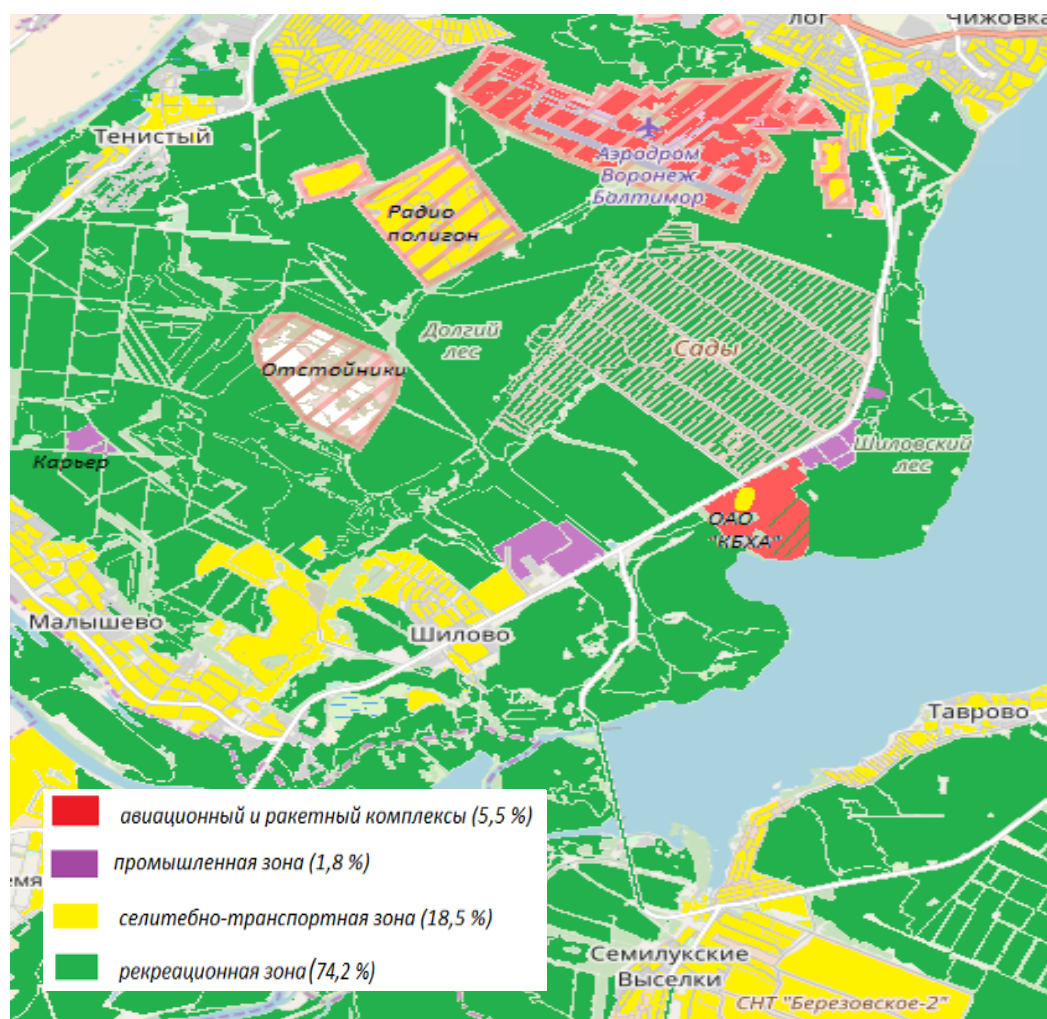 лог
Чижовка
Тенистый
Аэродром
Воронеж
Балтимор
Радио
полигон
Долгий
лес
Сады
Отстойники
Карьер
Шиловский
лес
ОАО
"КБХА"
Малышево
Шилово
Таврово
авиационный и ракетный комплексы (5,5 %)
промышленная зона (1,8 %)
емя
селитебно-транспортная зона (18,5 %)
рекреационная зона (74,2 %)
Семилукские
Выселки
СНТ "Березовское-2"